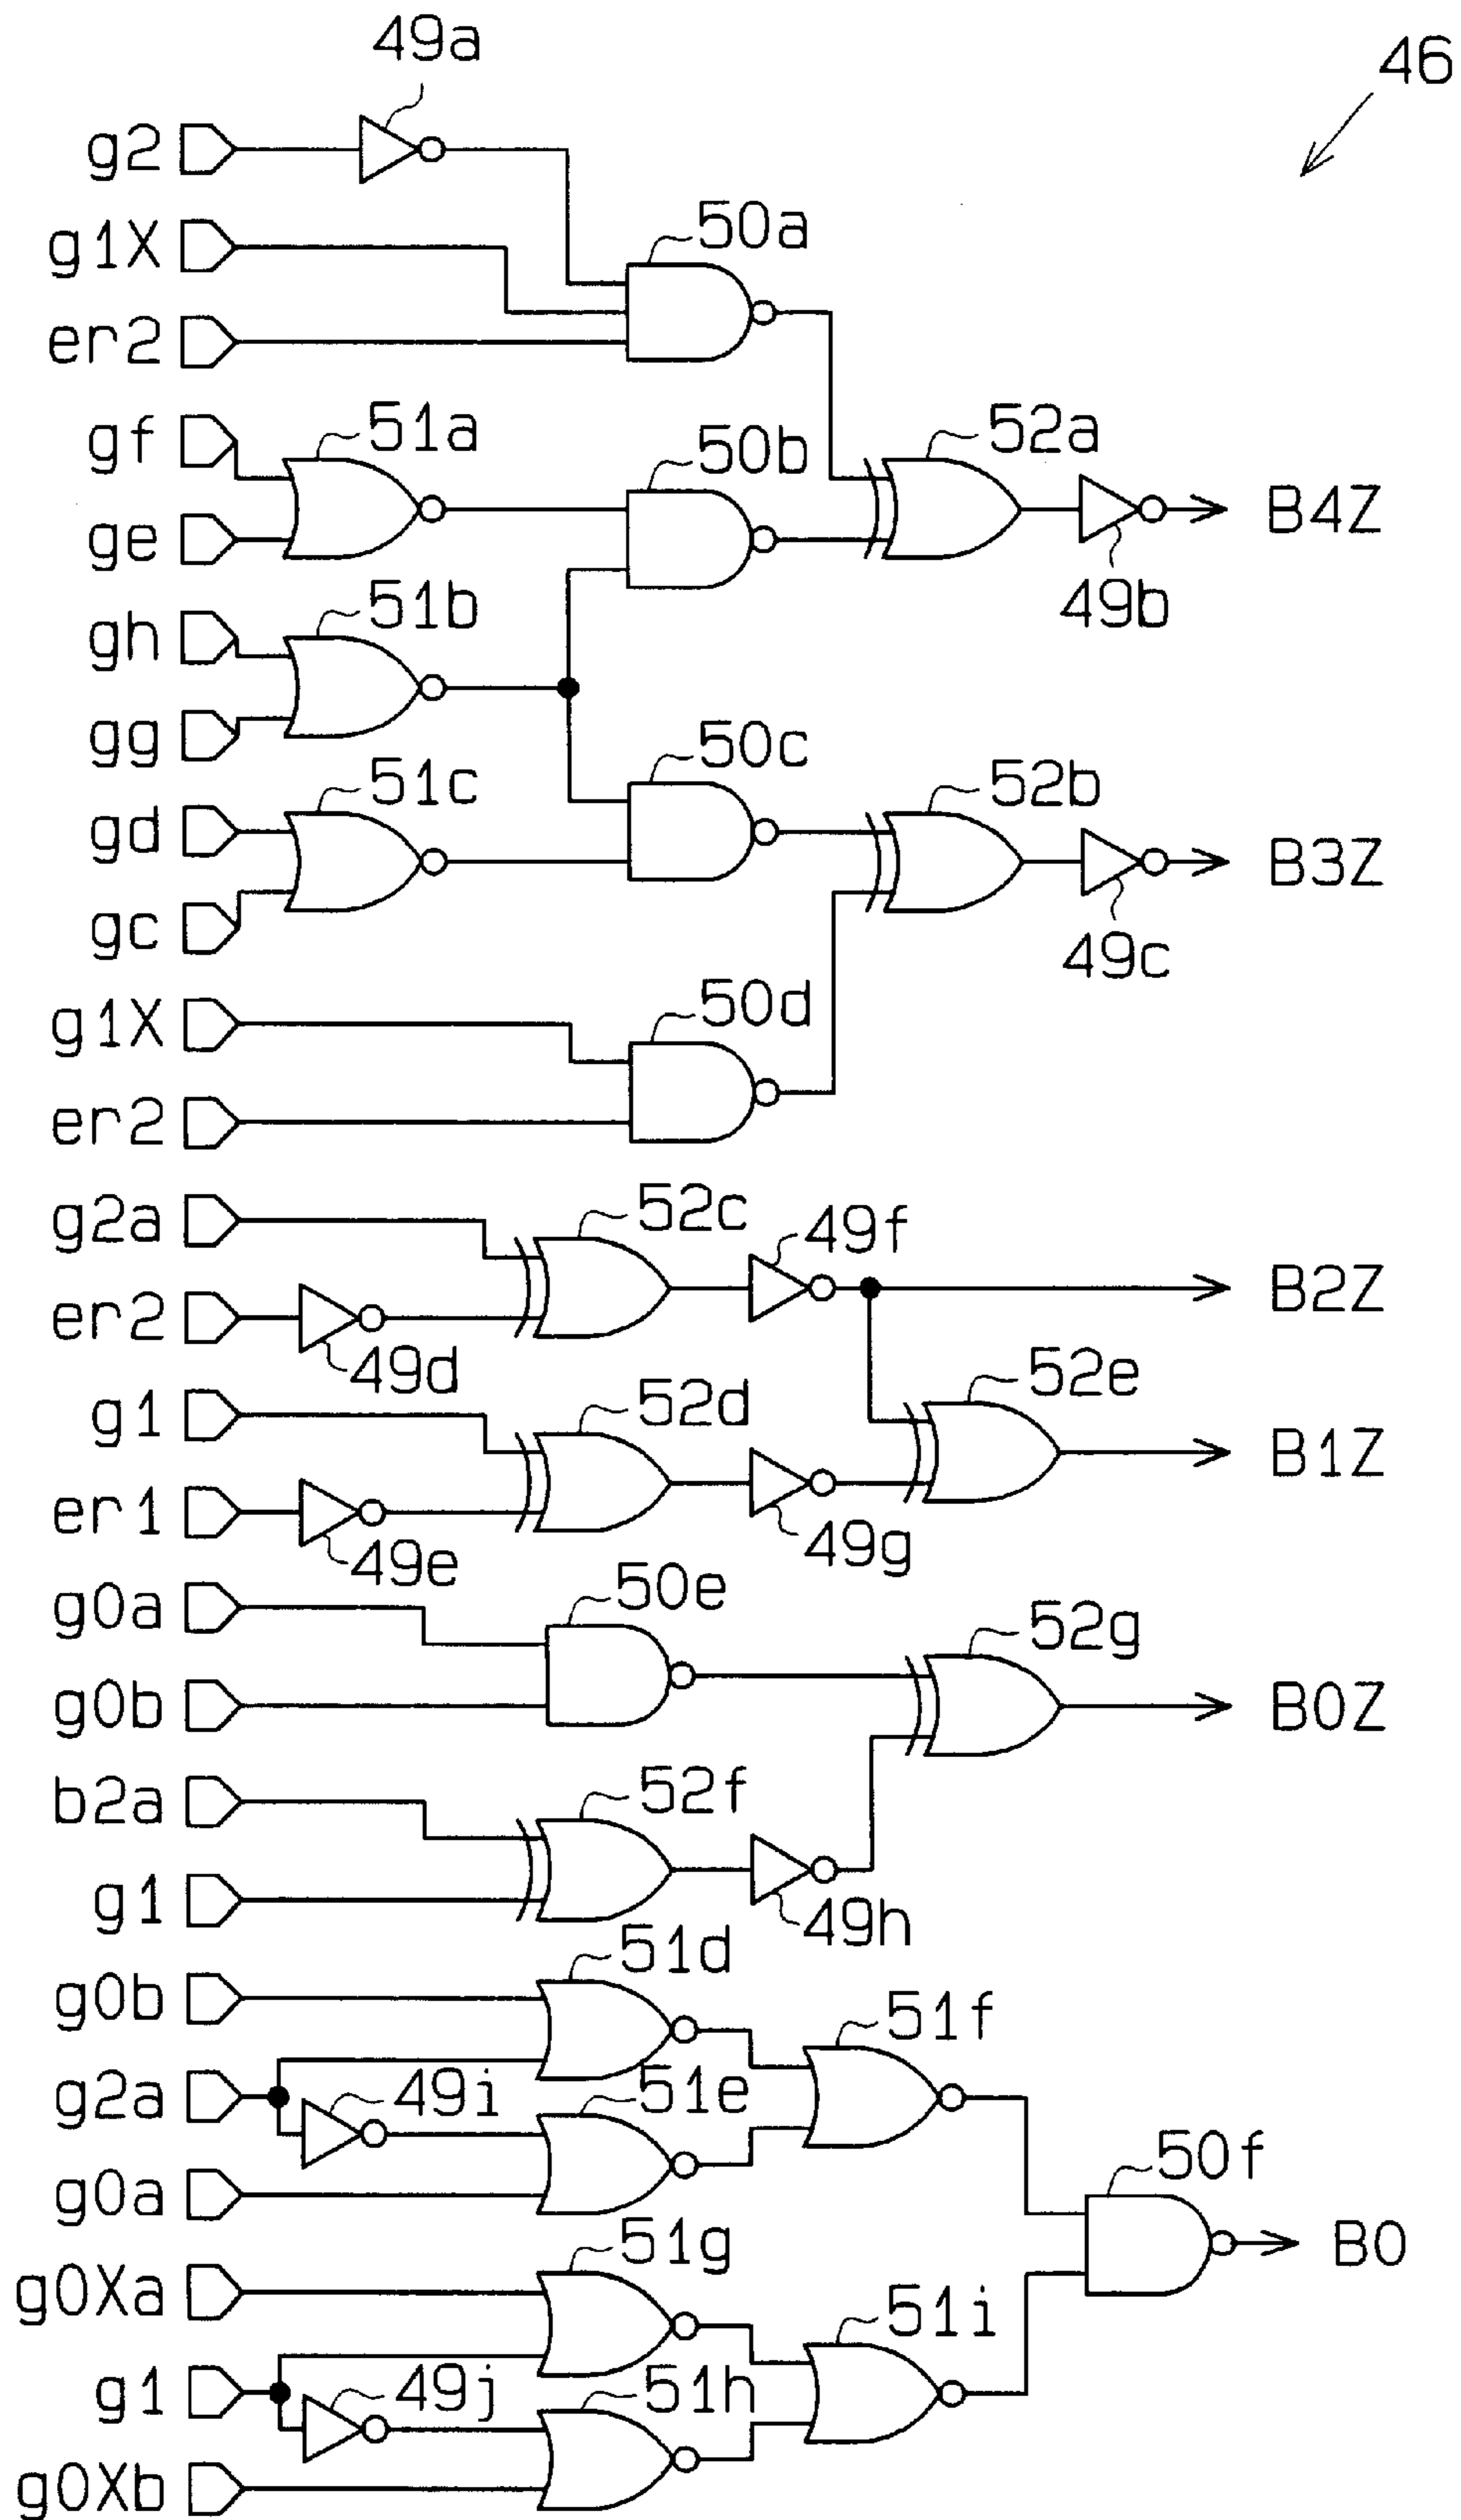 49a
46
g2
g1X
50a
er2
gf
51a
50b
52a
B4Z
ge
49b
gh
51b
gg
50c
gd
51c
52b
B3Z
gc
49c
g1X
50d
er2
g2a
52c
49f
B2Z
er2
49d
52e
g1
52d
B1Z
er1
49e
49g
g0a
50e
52g
g0b
B0Z
b2a
52f
g1
49h
g0b
51d
51f
g2a
49i
51e
50f
g0a
51g
B0
g0Xa
51i
g1
49j
51h
g0Xb